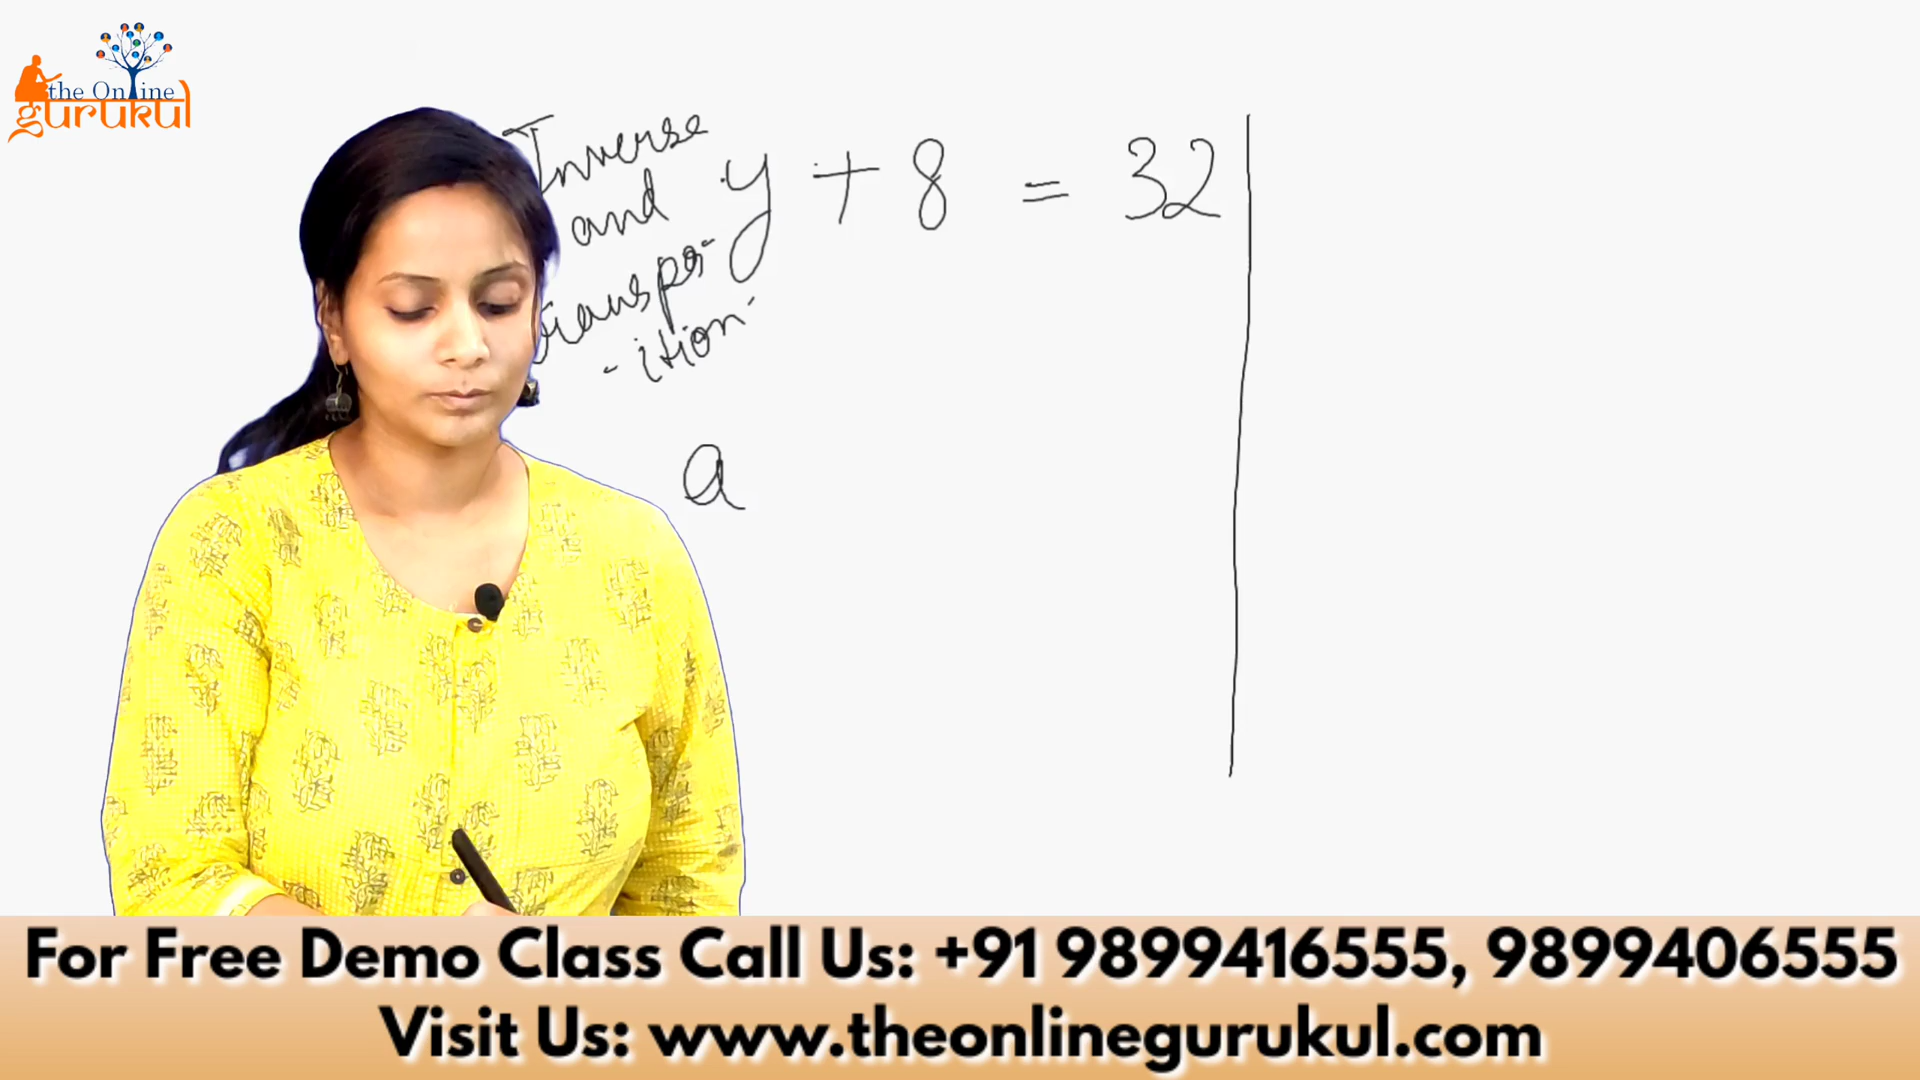 the Online
gurukul
Inverse
and
transpos-
-ition
y + 8 = 32
a
For Free Demo Class Call Us: +91 9899416555, 9899406555
Visit Us: www.theonlinegurukul.com